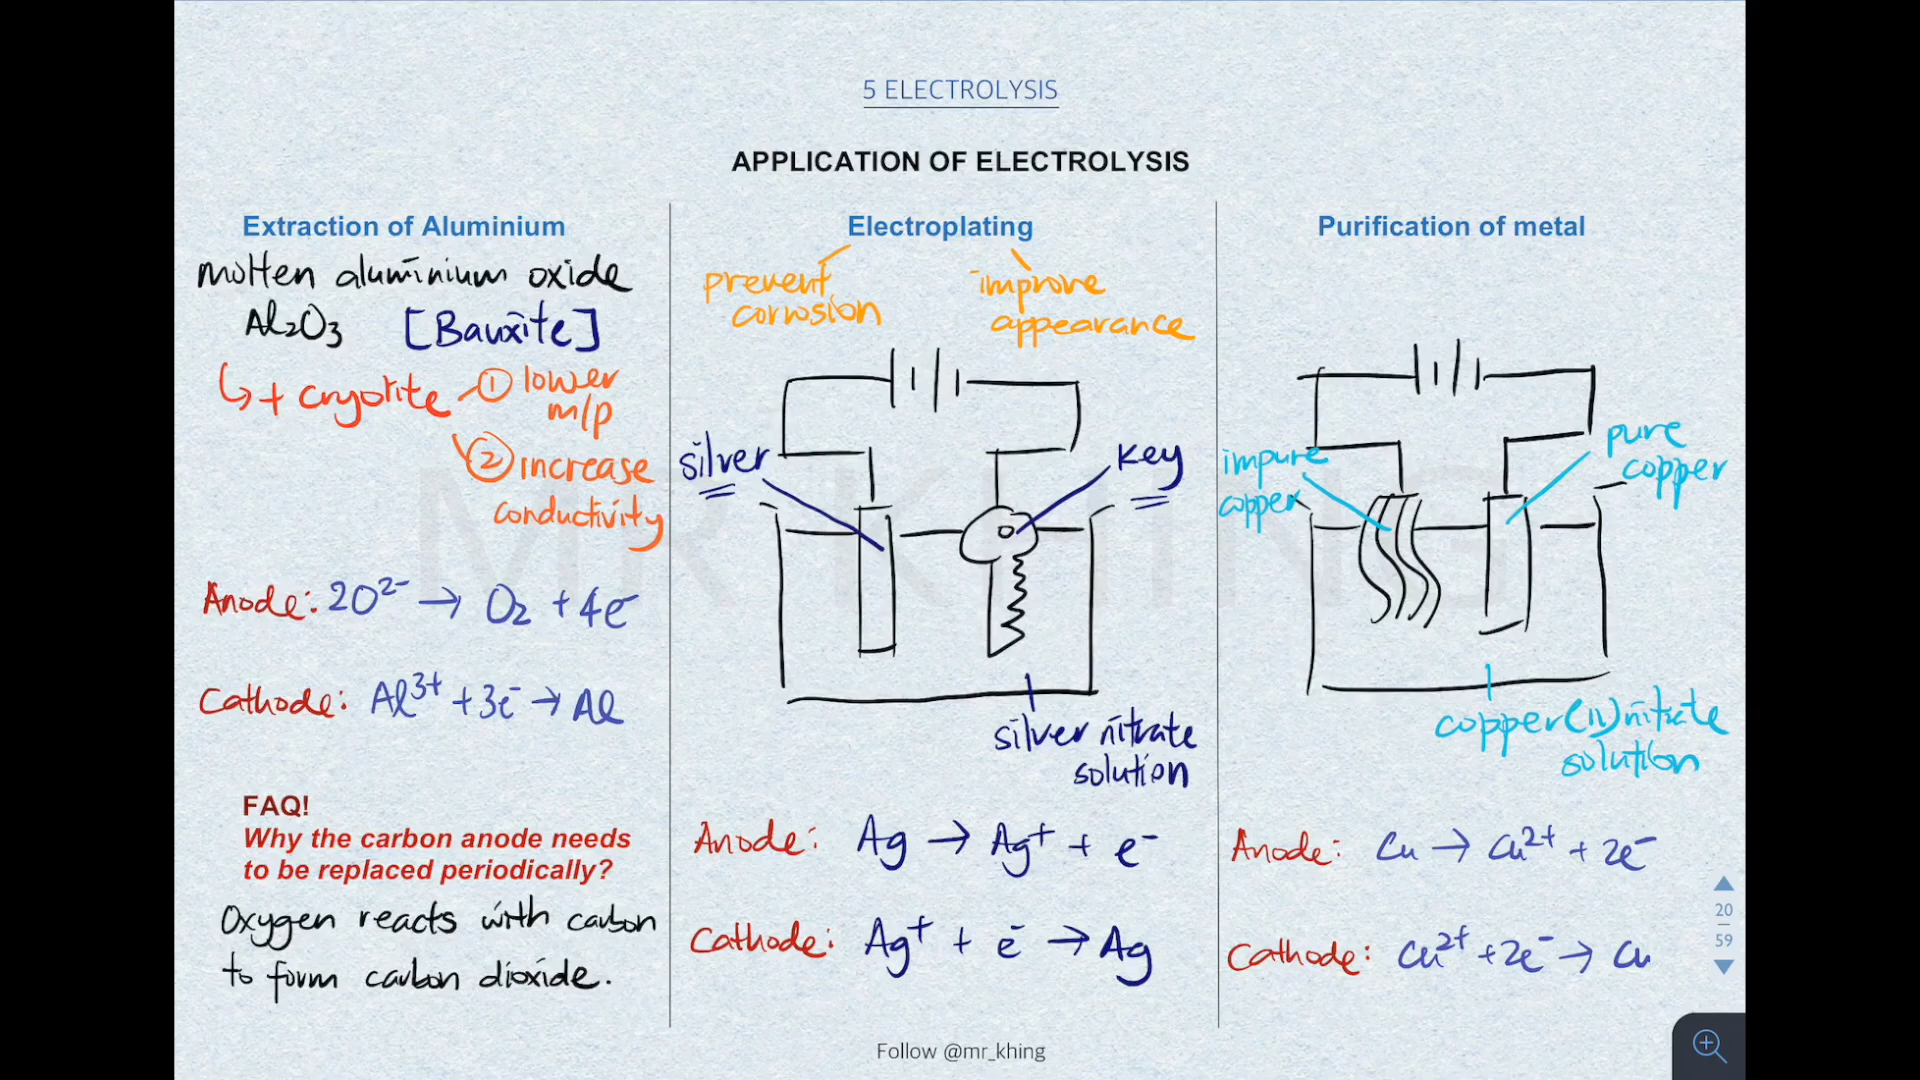 5 ELECTROLYSIS
APPLICATION OF ELECTROLYSIS
Extraction of Aluminium
molten aluminium oxide
Al₂O₃ [Bauxite]
↳ + cryolite
① lower
m/p
② increase
conductivity
Anode: 2O²⁻ → O₂ + 4e⁻
Cathode: Al³⁺ + 3e⁻ → Al
FAQ!
Why the carbon anode needs
to be replaced periodically?
Oxygen reacts with carbon
to form carbon dioxide.
Electroplating
prevent
corrosion
improve
appearance
silver
key
silver nitrate
solution
Anode: Ag → Ag⁺ + e⁻
Cathode: Ag⁺ + e⁻ → Ag
Purification of metal
impure
copper
pure
copper
copper(II)nitrate
solution
Anode: Cu → Cu²⁺ + 2e⁻
Cathode: Cu²⁺ + 2e⁻ → Cu
20
59
MR KHING
Follow @mr_khing